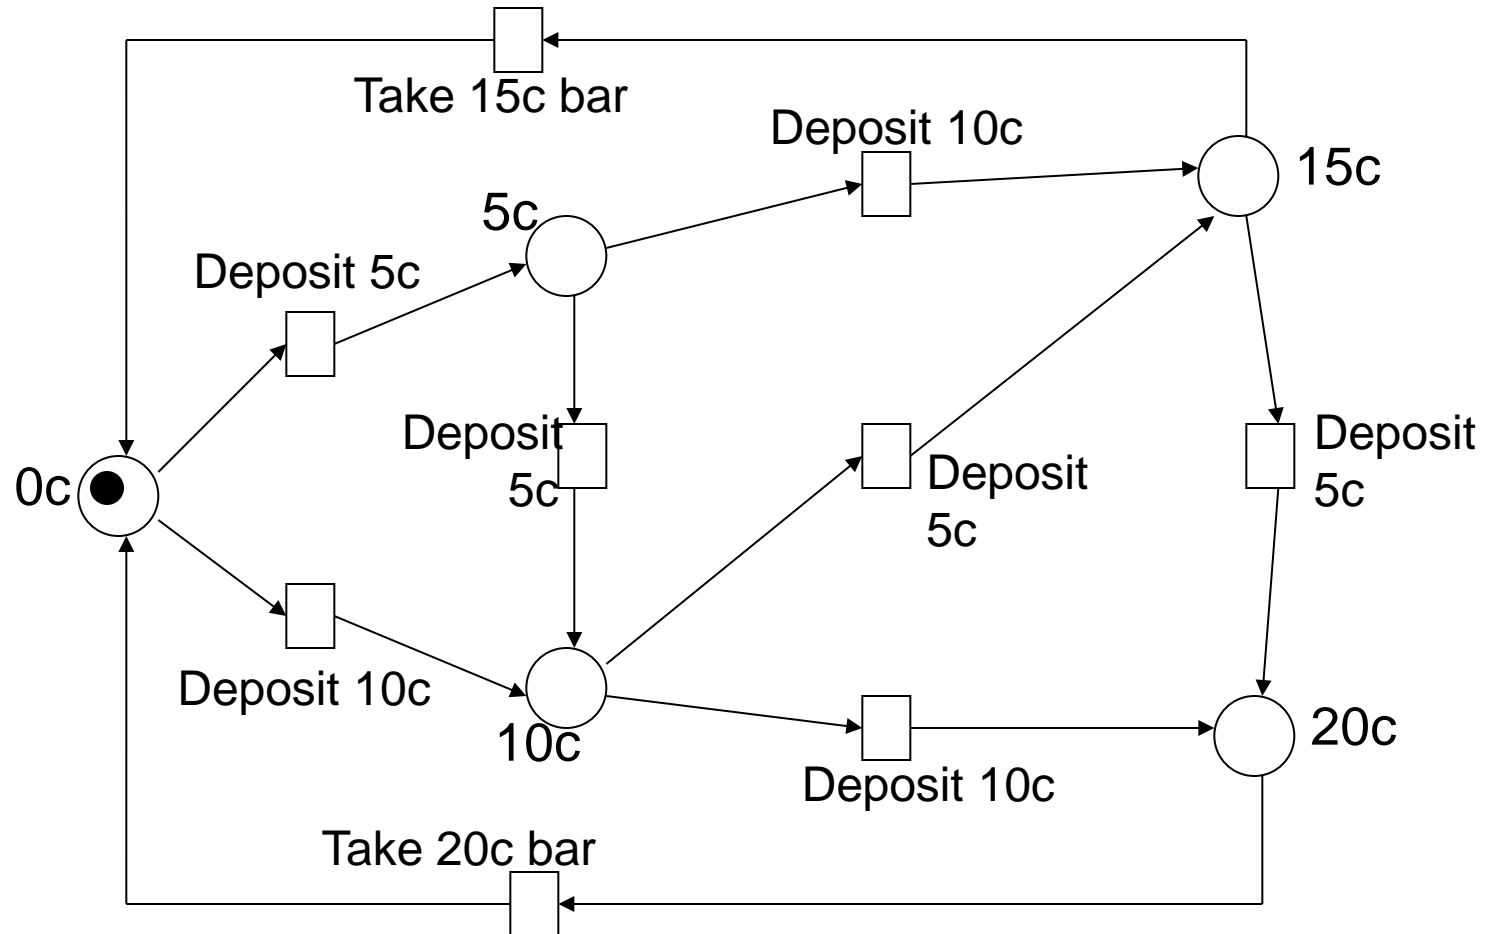 Take 15c bar
Deposit 10c
15c
5c
Deposit 5c
Deposit
5c
Deposit
5c
Deposit
5c
0c
Deposit 10c
10c
20c
Deposit 10c
Take 20c bar